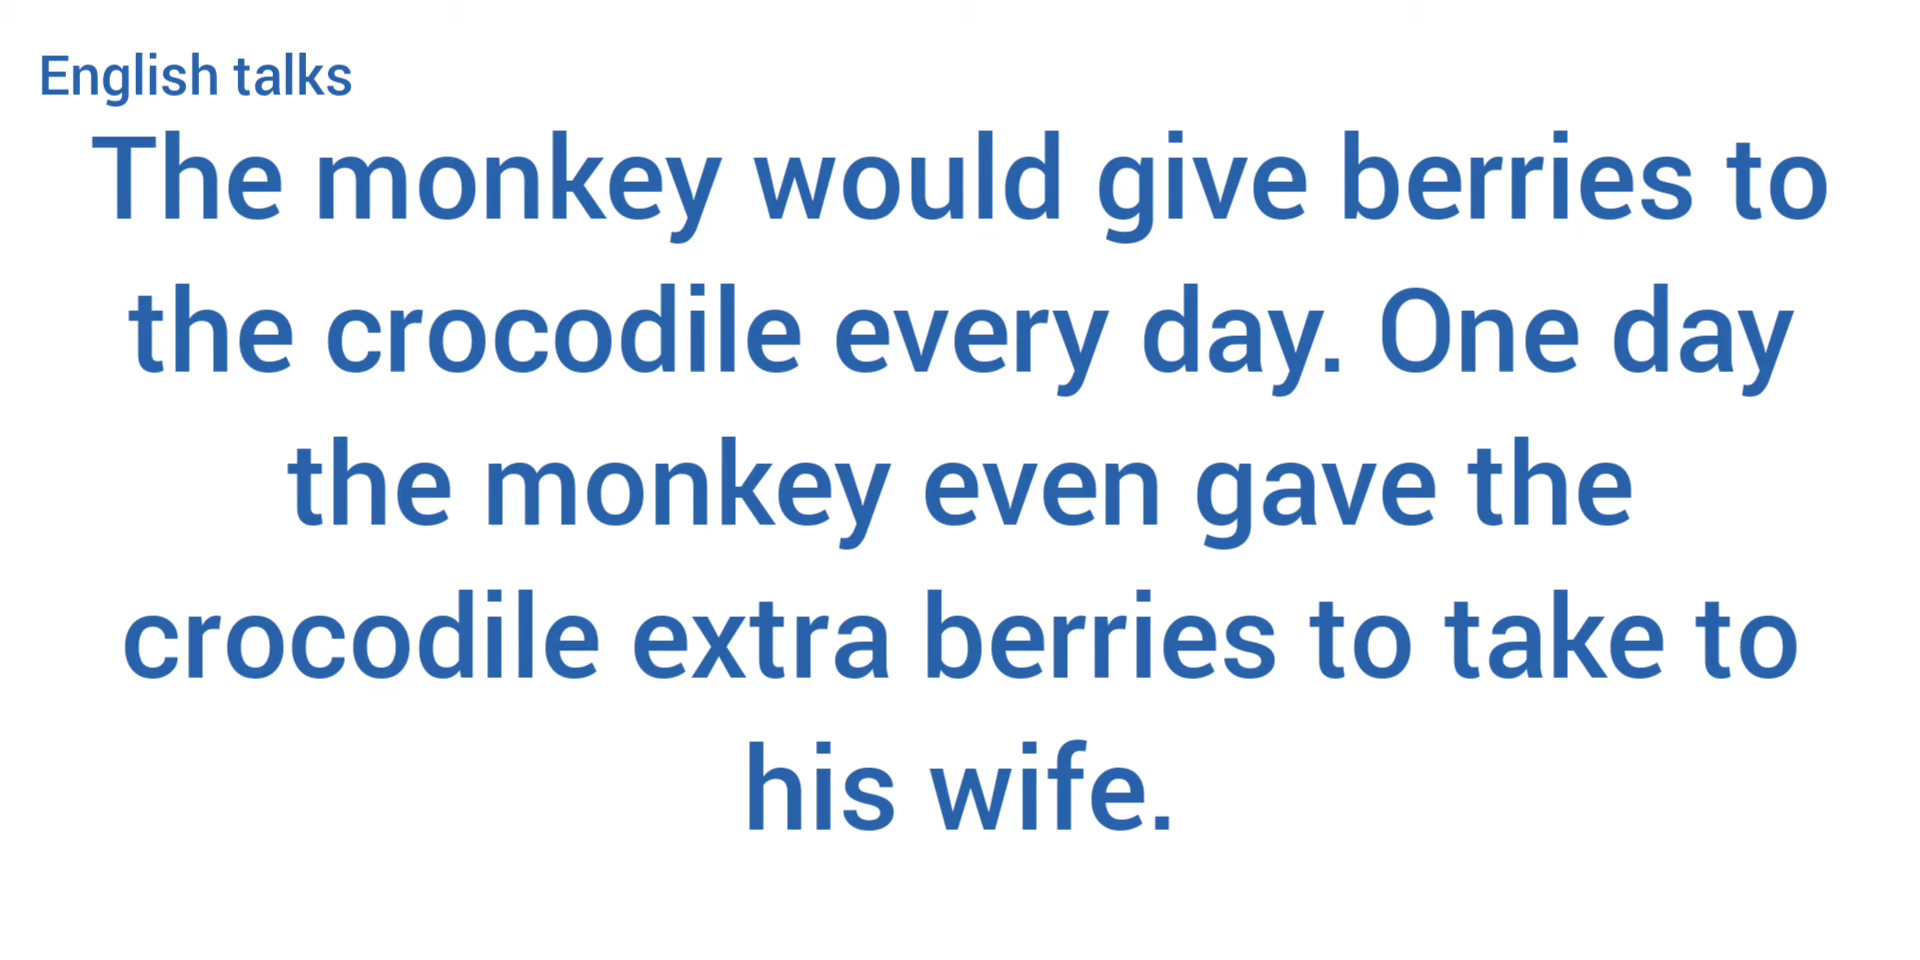 English talks
The monkey would give berries to
the crocodile every day. One day
the monkey even gave the
crocodile extra berries to take to
his wife.